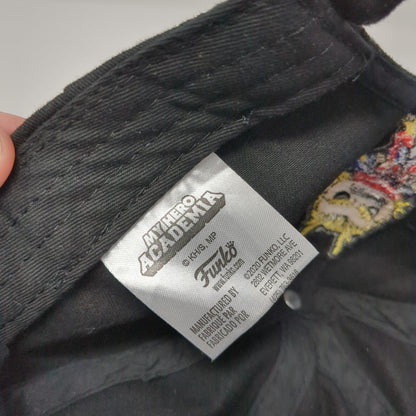 MY HERO
ACADEMIA
© KH/S, MP
Funko
www.funko.com
MANUFACTURED BY
FABRIQUÉ PAR
FABRICADO POR
©2020 FUNKO, LLC
2802 WETMORE AVE
EVERETT, WA 98201